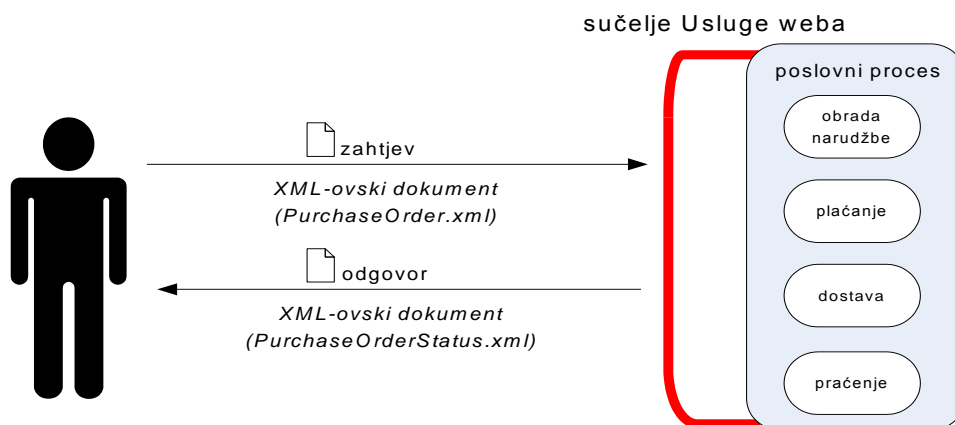 sučelje Usluge weba
poslovni proces
obrada
narudžbe
plaćanje
dostava
praćenje
zahtjev
XML-ovski dokument
(PurchaseOrder.xml)
odgovor
XML-ovski dokument
(PurchaseOrderStatus.xml)